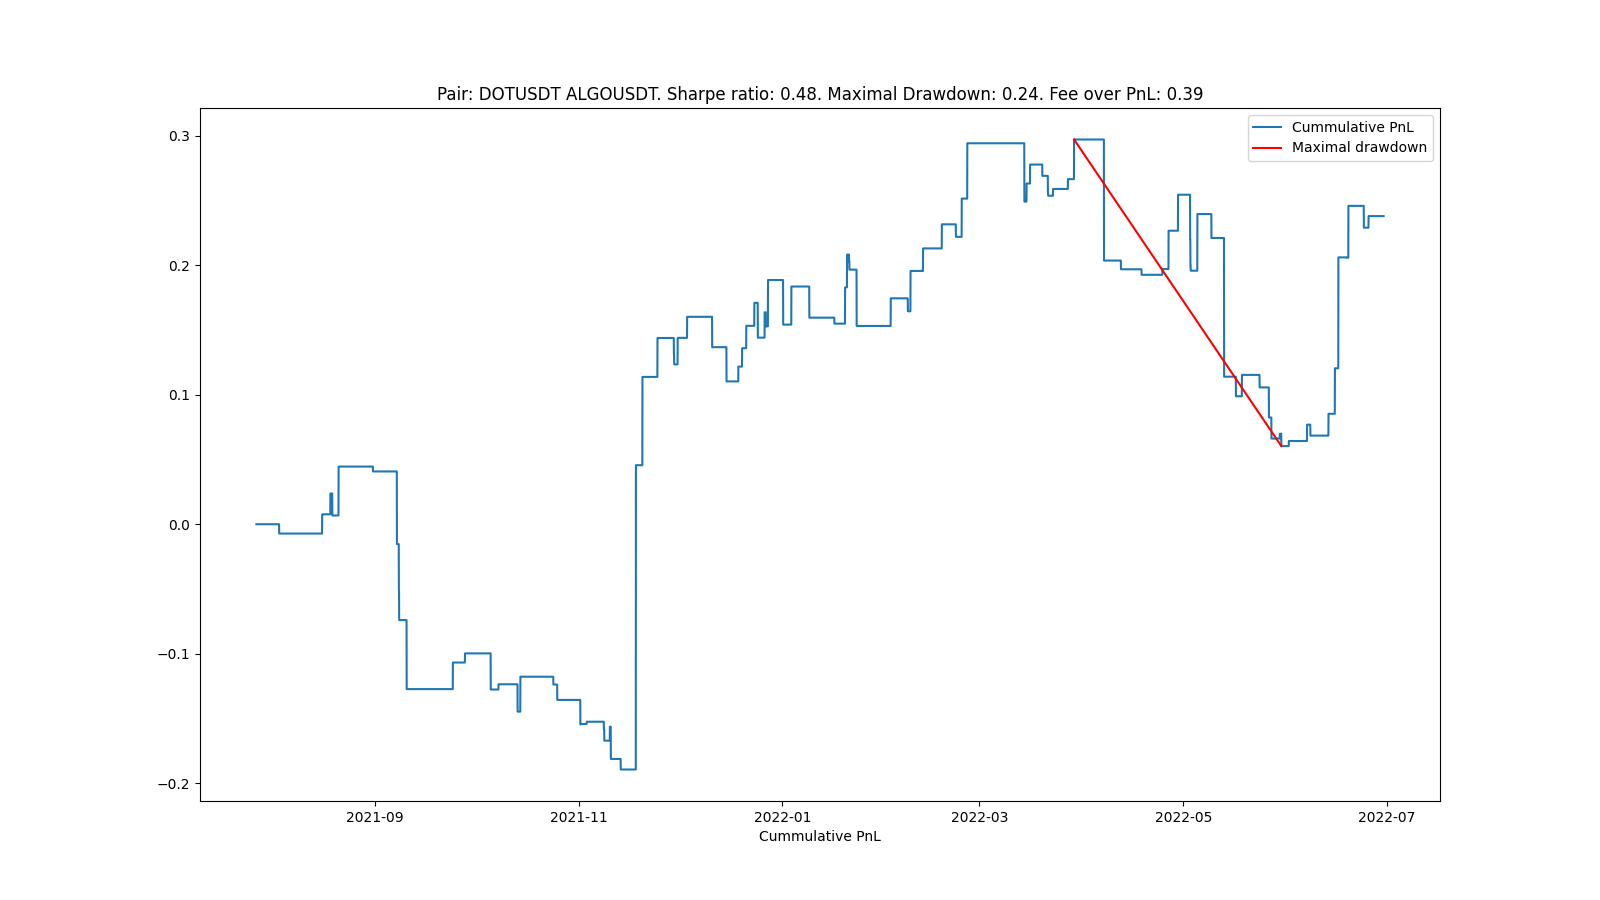 Pair: DOTUSDT ALGOUSDT. Sharpe ratio: 0.48. Maximal Drawdown: 0.24. Fee over PnL: 0.39
Cummulative PnL
Maximal drawdown
0.3
0.2
0.1
0.0
−0.1
−0.2
2021-09 2021-11 2022-01 2022-03 2022-05 2022-07
Cummulative PnL